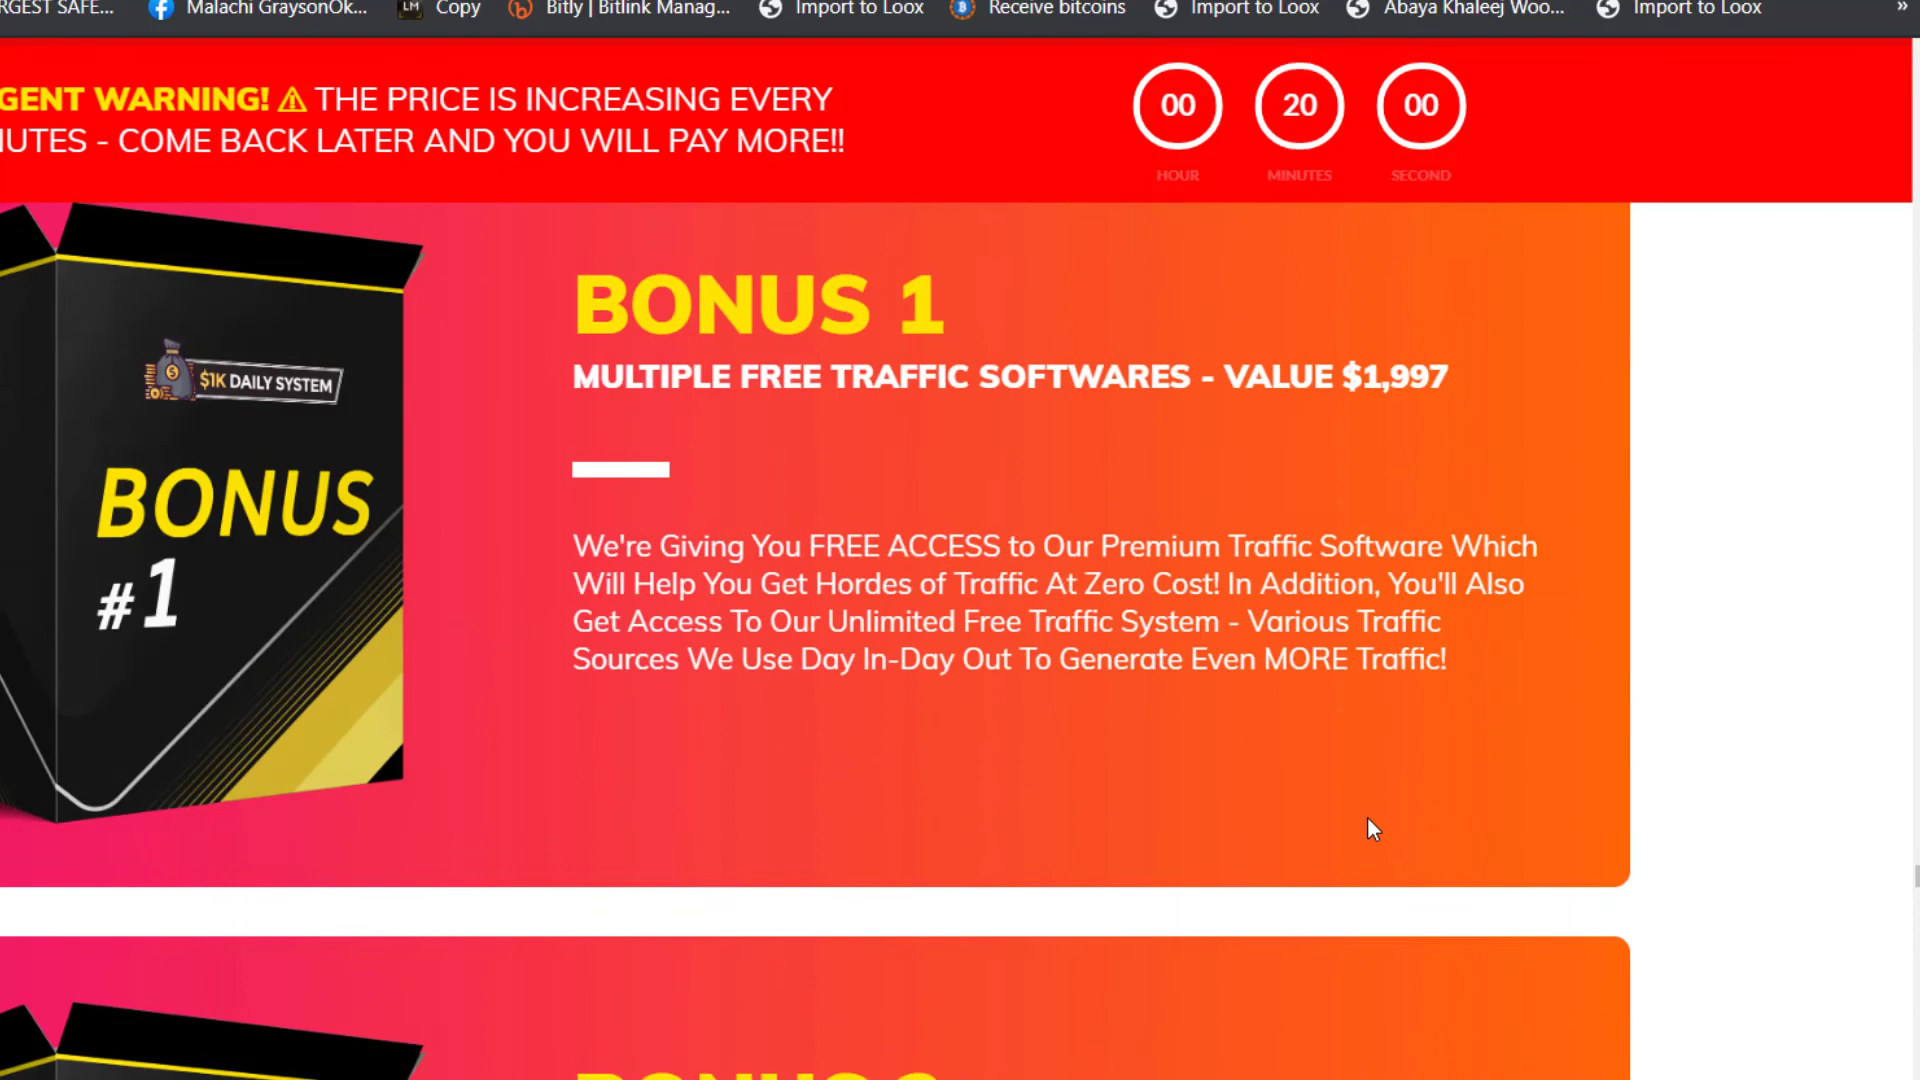 RGEST SAFE...
Malachi GraysonOk...
LM
Copy
Bitly | Bitlink Manag...
Import to Loox
Receive bitcoins
Import to Loox
Abaya Khaleej Woo...
Import to Loox
»
GENT WARNING! ⚠ THE PRICE IS INCREASING EVERY
NUTES - COME BACK LATER AND YOU WILL PAY MORE!!
00
20
00
HOUR
MINUTES
SECOND
$1K DAILY SYSTEM
BONUS
#1
BONUS 1
MULTIPLE FREE TRAFFIC SOFTWARES - VALUE $1,997
We're Giving You FREE ACCESS to Our Premium Traffic Software Which
Will Help You Get Hordes of Traffic At Zero Cost! In Addition, You'll Also
Get Access To Our Unlimited Free Traffic System - Various Traffic
Sources We Use Day In-Day Out To Generate Even MORE Traffic!
BONUS 2